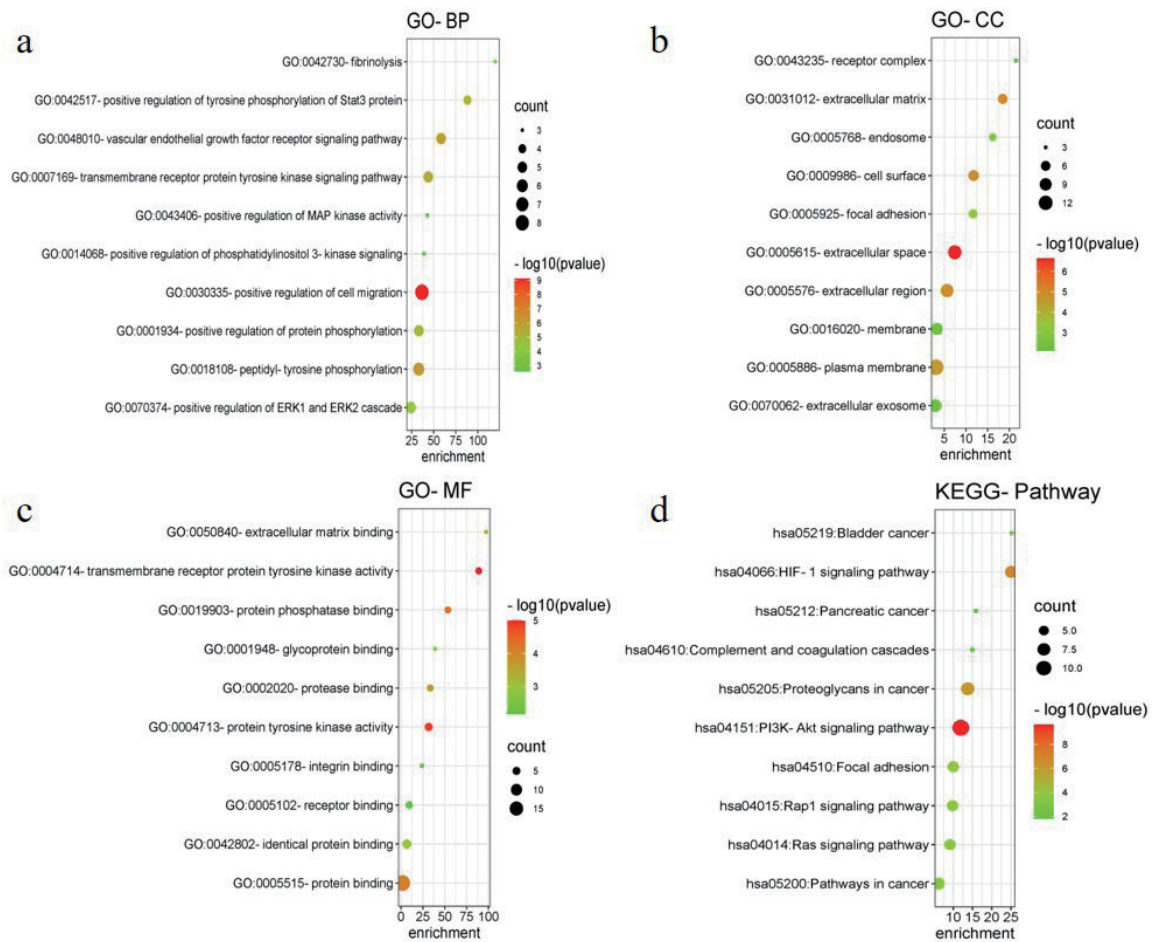 a
GO- BP
GO:0042730- fibrinolysis
GO:0042517- positive regulation of tyrosine phosphorylation of Stat3 protein
GO:0048010- vascular endothelial growth factor receptor signaling pathway
GO:0007169- transmembrane receptor protein tyrosine kinase signaling pathway
GO:0043406- positive regulation of MAP kinase activity
GO:0014068- positive regulation of phosphatidylinositol 3- kinase signaling
GO:0030335- positive regulation of cell migration
GO:0001934- positive regulation of protein phosphorylation
GO:0018108- peptidyl- tyrosine phosphorylation
GO:0070374- positive regulation of ERK1 and ERK2 cascade
25 50 75 100
enrichment
count
3
4
5
6
7
8
- log10(pvalue)
9
8
7
6
5
4
3
b
GO- CC
GO:0043235- receptor complex
GO:0031012- extracellular matrix
GO:0005768- endosome
GO:0009986- cell surface
GO:0005925- focal adhesion
GO:0005615- extracellular space
GO:0005576- extracellular region
GO:0016020- membrane
GO:0005886- plasma membrane
GO:0070062- extracellular exosome
5 10 15 20
enrichment
count
3
6
9
12
- log10(pvalue)
6
5
4
3
c
GO- MF
GO:0050840- extracellular matrix binding
GO:0004714- transmembrane receptor protein tyrosine kinase activity
GO:0019903- protein phosphatase binding
GO:0001948- glycoprotein binding
GO:0002020- protease binding
GO:0004713- protein tyrosine kinase activity
GO:0005178- integrin binding
GO:0005102- receptor binding
GO:0042802- identical protein binding
GO:0005515- protein binding
0 25 50 75 100
enrichment
- log10(pvalue)
5
4
3
count
5
10
15
d
KEGG- Pathway
hsa05219:Bladder cancer
hsa04066:HIF- 1 signaling pathway
hsa05212:Pancreatic cancer
hsa04610:Complement and coagulation cascades
hsa05205:Proteoglycans in cancer
hsa04151:PI3K- Akt signaling pathway
hsa04510:Focal adhesion
hsa04015:Rap1 signaling pathway
hsa04014:Ras signaling pathway
hsa05200:Pathways in cancer
10 15 20 25
enrichment
count
5.0
7.5
10.0
- log10(pvalue)
8
6
4
2